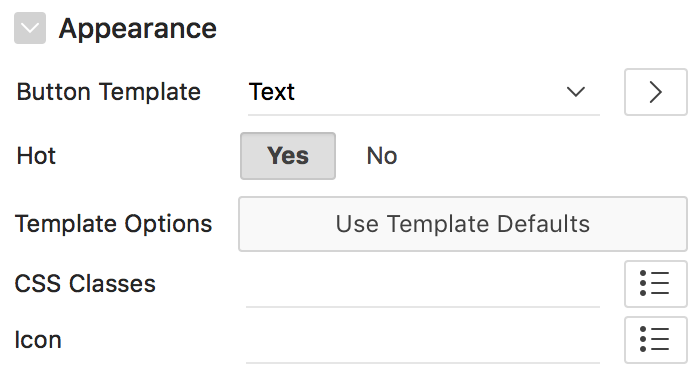 Appearance
Button Template Text
Hot Yes No
Template Options Use Template Defaults
CSS Classes
Icon